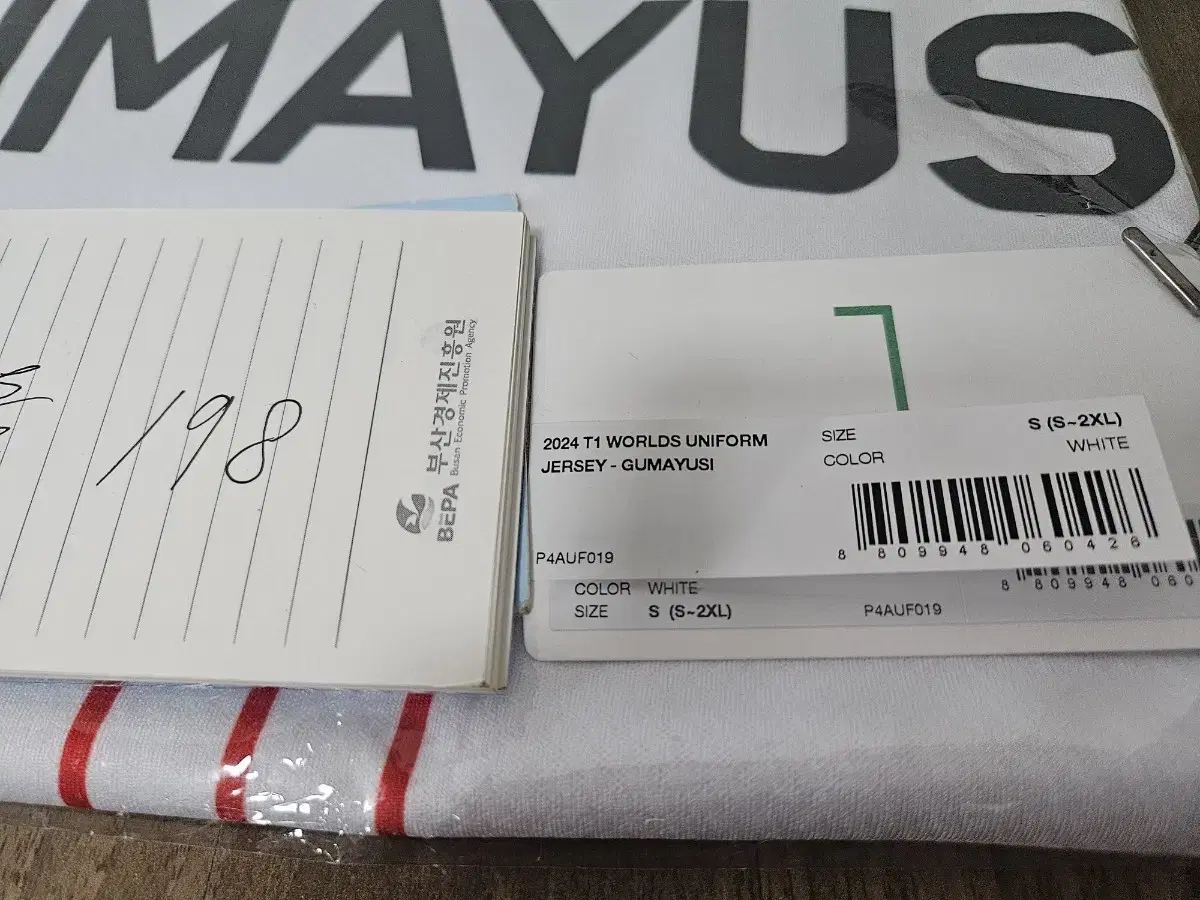 UMAYUS
198
부산경제진흥원
Busan Economic Promotion Agency
BEPA
2024 T1 WORLDS UNIFORM
JERSEY - GUMAYUSI
SIZE S (S~2XL)
COLOR WHITE
8 809948 060426
P4AUF019
COLOR WHITE
SIZE S (S~2XL)
P4AUF019
8 809948 060